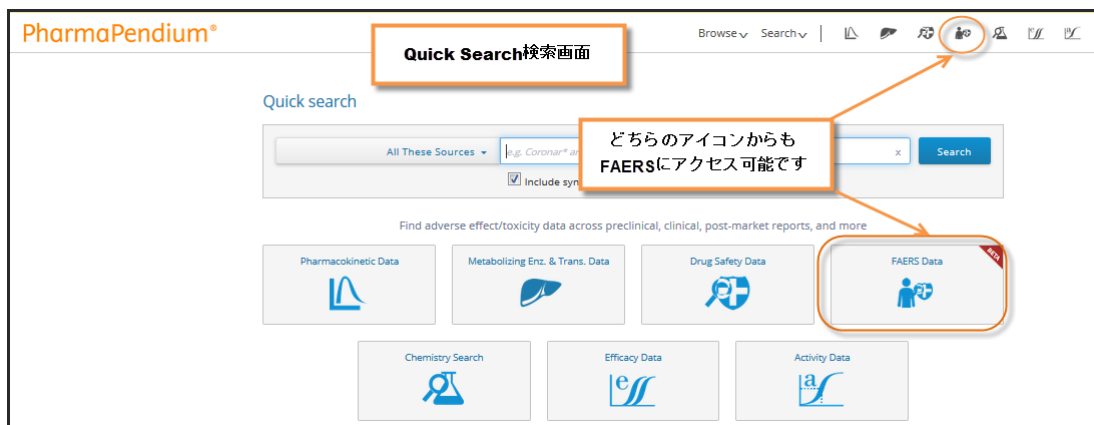 PharmaPendium®
Browse Search
Quick Search検索画面
Quick search
どちらのアイコンからも
FAERSにアクセス可能です
All These Sources
e.g. Coronar* ar
x
Search
Include syn
Find adverse effect/toxicity data across preclinical, clinical, post-market reports, and more
Pharmacokinetic Data
Metabolizing Enz. & Trans. Data
Drug Safety Data
FAERS Data
BETA
Chemistry Search
Efficacy Data
Activity Data